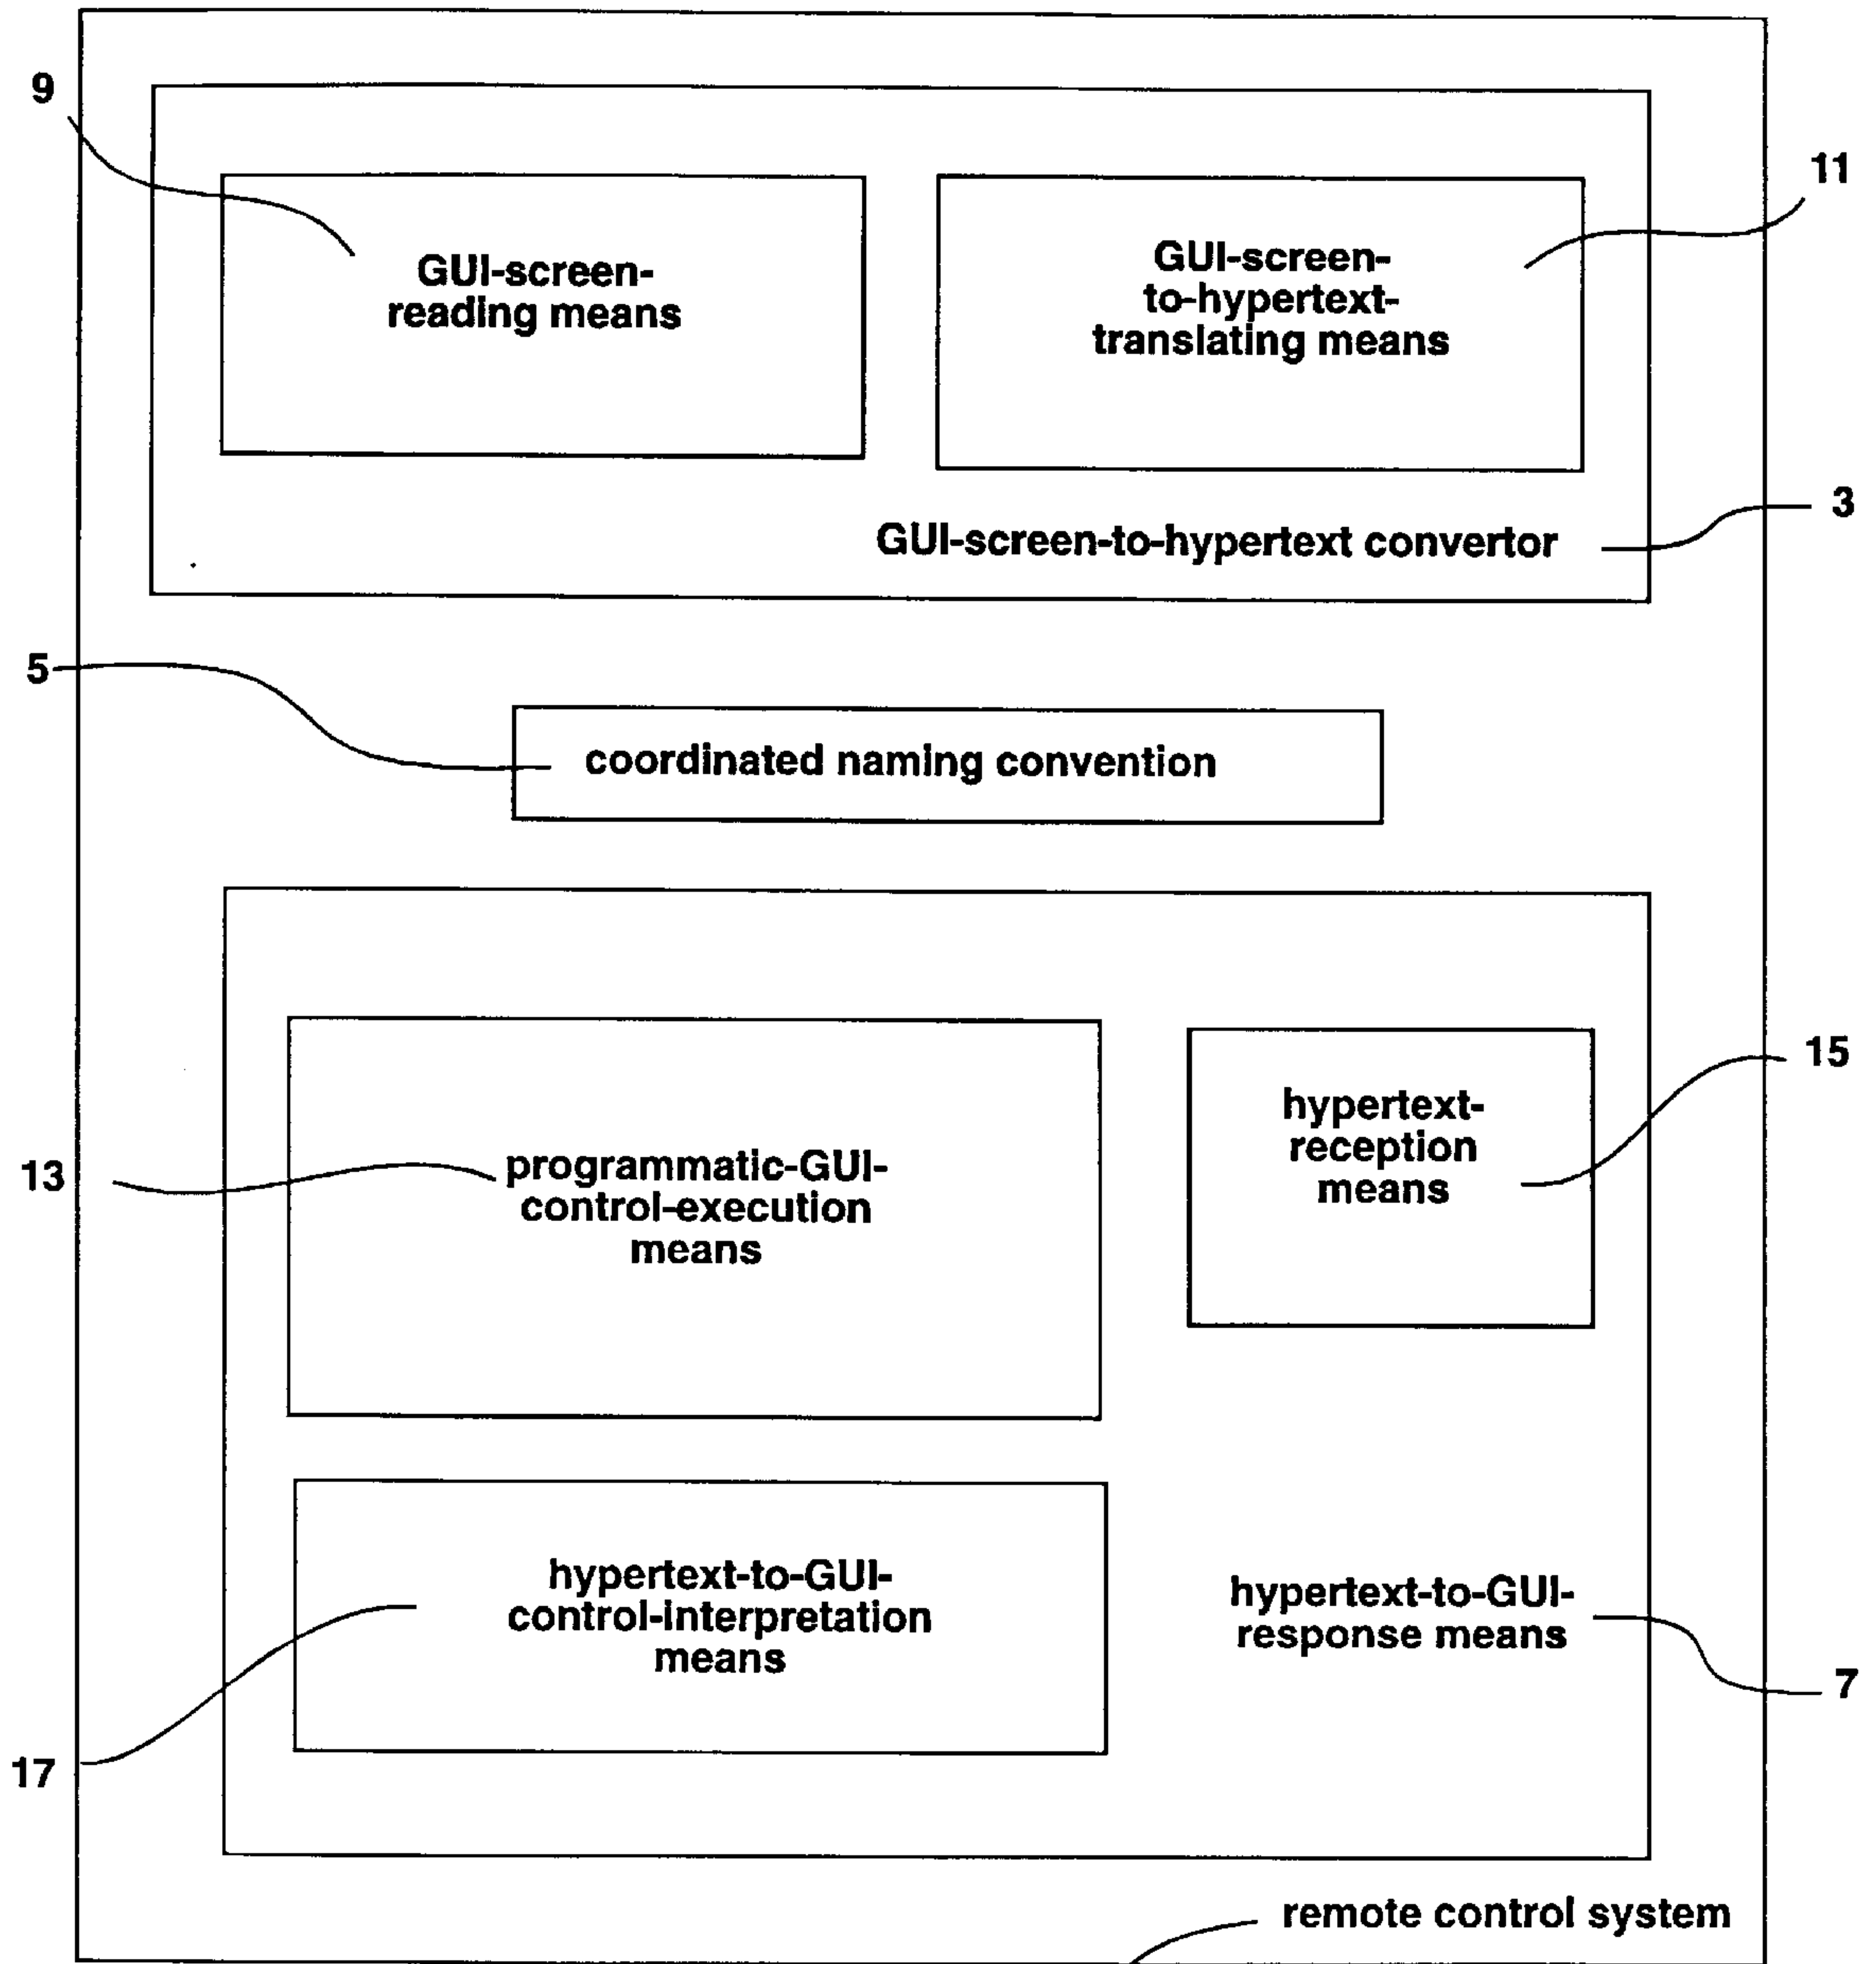 9
GUI-screen-
reading means
GUI-screen-
to-hypertext-
translating means
11
GUI-screen-to-hypertext convertor
3
5
coordinated naming convention
13
programmatic-GUI-
control-execution
means
hypertext-
reception
means
15
hypertext-to-GUI-
control-interpretation
means
17
hypertext-to-GUI-
response means
7
remote control system